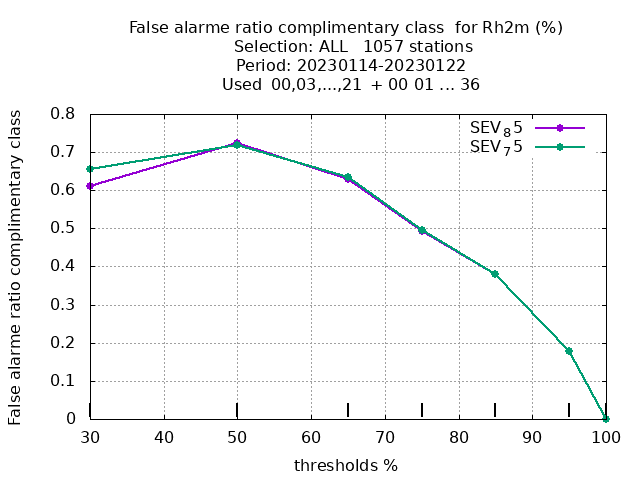 False alarme ratio complimentary class  for Rh2m (%)
Selection: ALL   1057 stations
Period: 20230114-20230122
Used  00,03,...,21  + 00 01 ... 36
False alarme ratio complimentary class
0.8
0.7
0.6
0.5
0.4
0.3
0.2
0.1
0
SEV₈5
SEV₇5
30 40 50 60 70 80 90 100
thresholds %